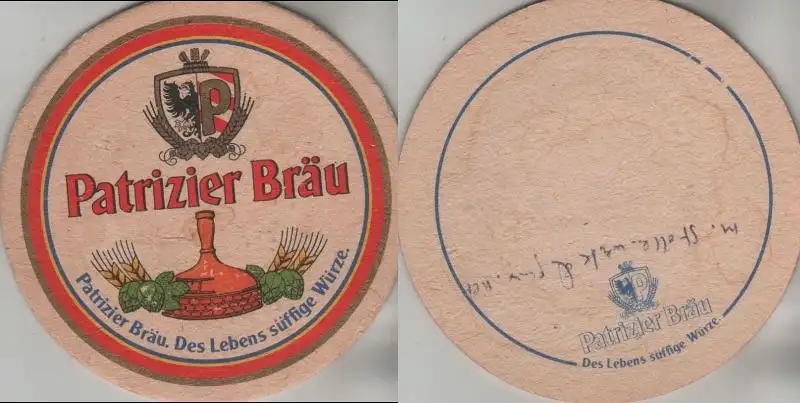 P
Patrizier Bräu
Patrizier Bräu. Des Lebens süffige Würze.
P
Patrizier Bräu
Des Lebens süffige Würze.